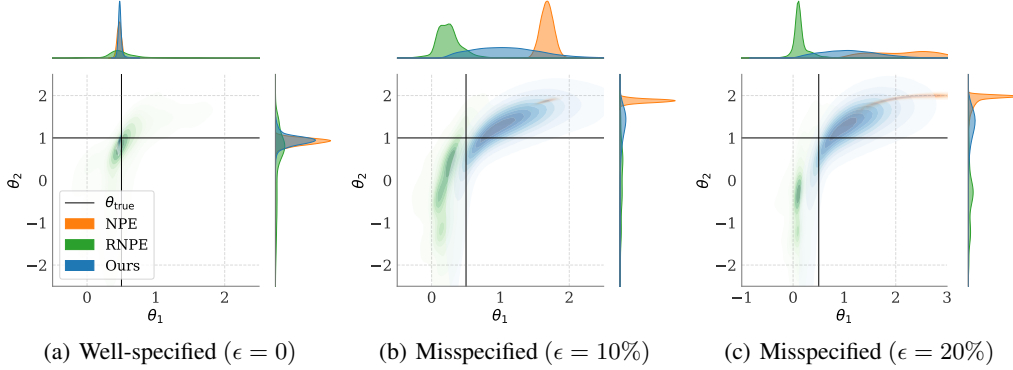 2
1
0
−1
−2
θ₂
0
1
2
θ₁
θtrue
NPE
RNPE
Ours
(a) Well-specified (ϵ = 0)
2
1
0
−1
−2
θ₂
0
1
2
θ₁
(b) Misspecified (ϵ = 10%)
2
1
0
−1
−2
θ₂
−1
0
1
2
3
θ₁
(c) Misspecified (ϵ = 20%)